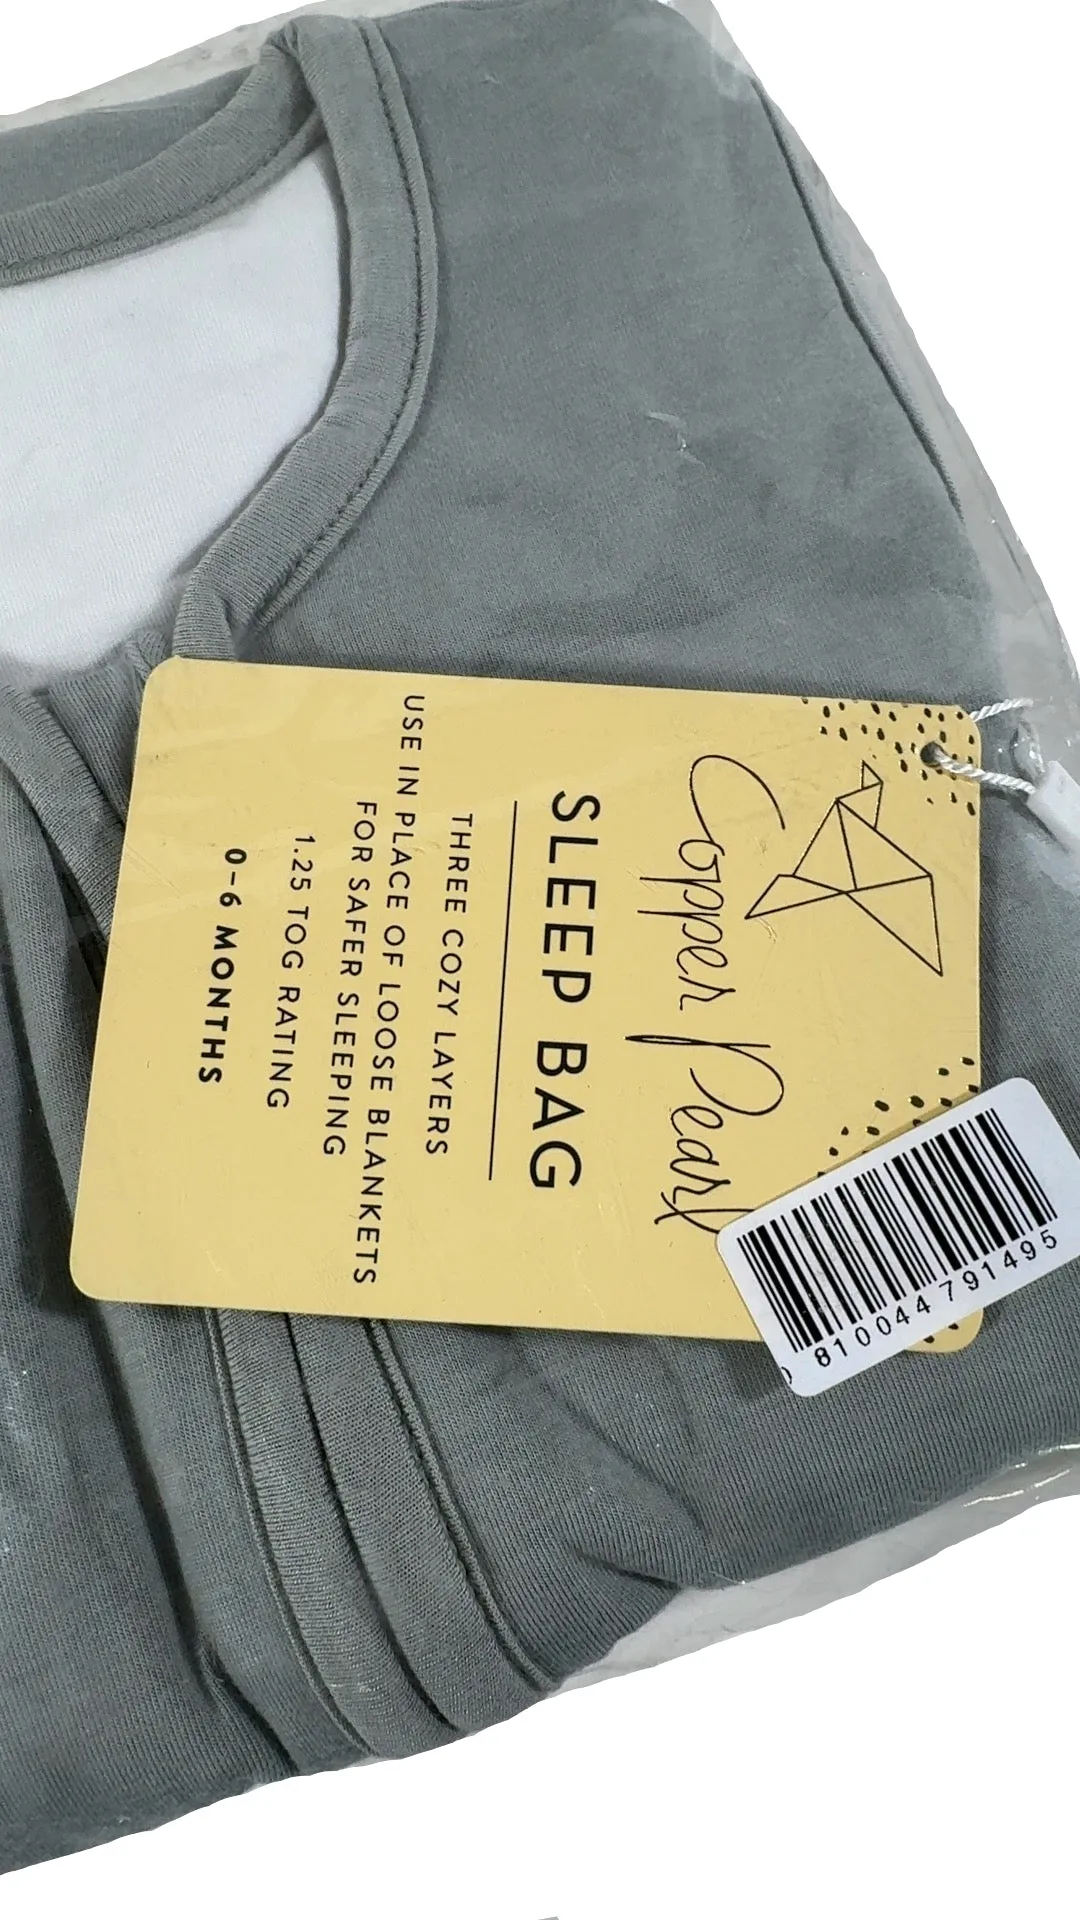 Copper Pearl
SLEEP BAG
THREE COZY LAYERS
USE IN PLACE OF LOOSE BLANKETS
FOR SAFER SLEEPING
1.25 TOG RATING
0-6 MONTHS
810044791495